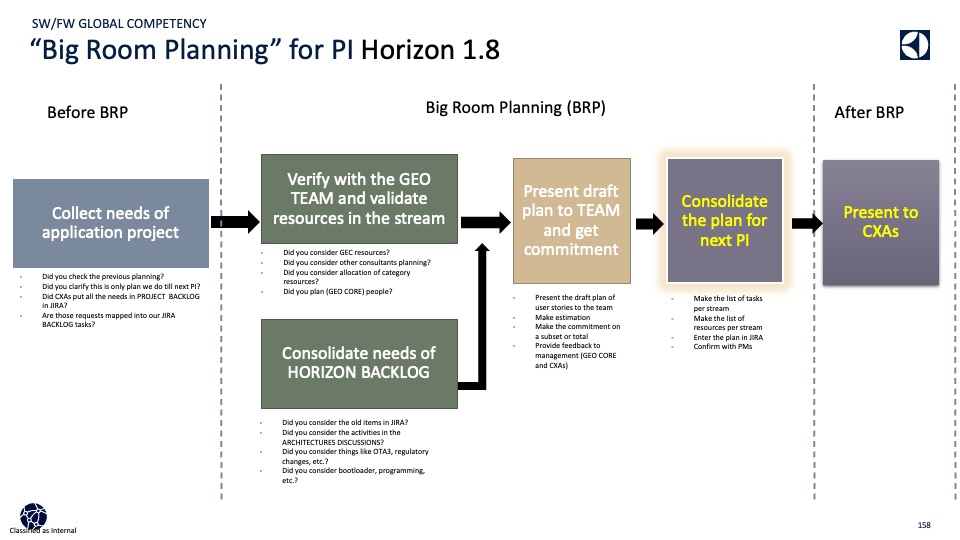 SW/FW GLOBAL COMPETENCY
“Big Room Planning” for PI Horizon 1.8
Before BRP
Big Room Planning (BRP)
After BRP
Collect needs of
application project
- Did you check the previous planning?
- Did you clarify this is only plan we do till next PI?
- Did CXAs put all the needs in PROJECT BACKLOG
in JIRA?
- Are those requests mapped into our JIRA
BACKLOG tasks?
Verify with the GEO
TEAM and validate
resources in the stream
- Did you consider GEC resources?
- Did you consider other consultants planning?
- Did you consider allocation of category
resources?
- Did you plan (GEO CORE) people?
Consolidate needs of
HORIZON BACKLOG
- Did you consider the old items in JIRA?
- Did you consider the activities in the
ARCHITECTURES DISCUSSIONS?
- Did you consider things like OTA3, regulatory
changes, etc.?
- Did you consider bootloader, programming,
etc.?
Present draft
plan to TEAM
and get
commitment
- Present the draft plan of
user stories to the team
- Make estimation
- Make the commitment on
a subset or total
- Provide feedback to
management (GEO CORE
and CXAs)
Consolidate
the plan for
next PI
- Make the list of tasks
per stream
- Make the list of
resources per stream
- Enter the plan in JIRA
- Confirm with PMs
Present to
CXAs
Classified as Internal
158